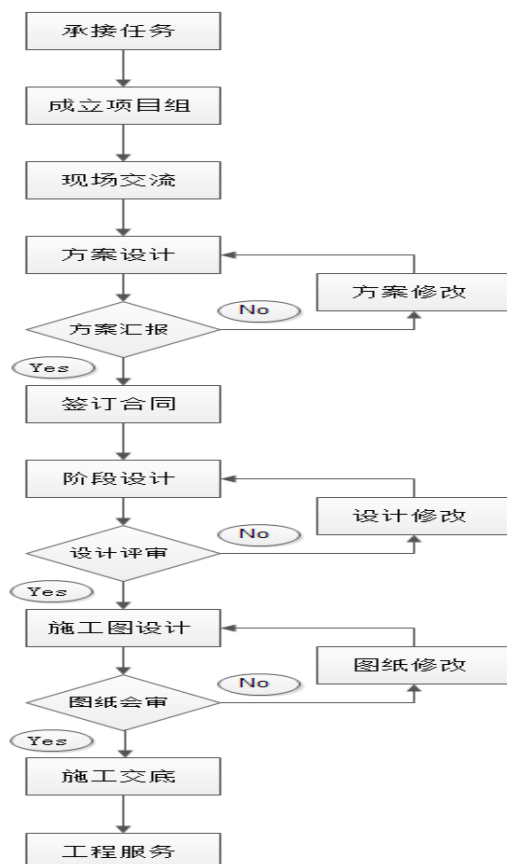 承接任务
成立项目组
现场交流
方案设计
方案修改
方案汇报
No
Yes
签订合同
阶段设计
设计修改
设计评审
No
Yes
施工图设计
图纸修改
图纸会审
No
Yes
施工交底
工程服务